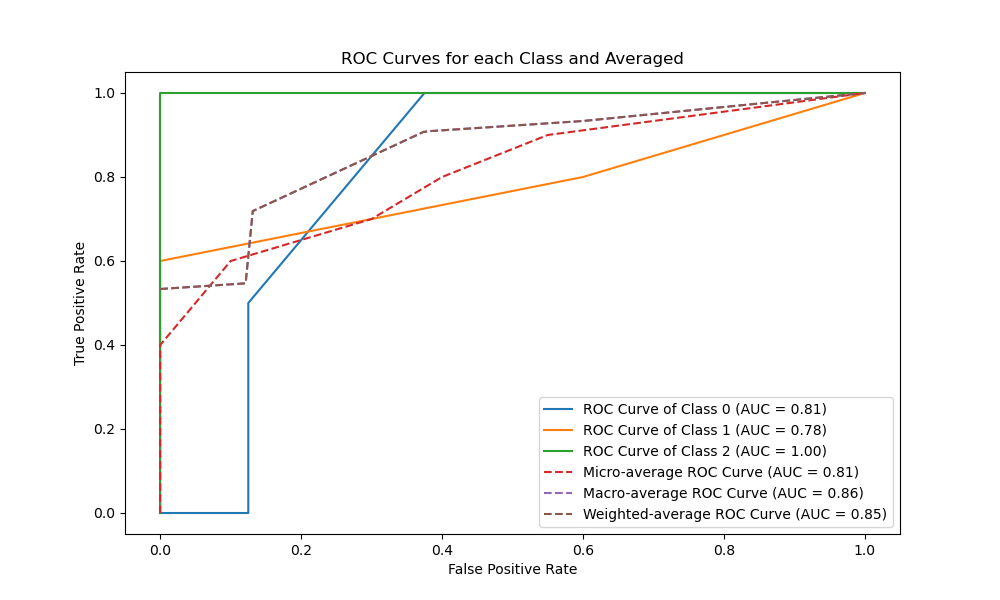 ROC Curves for each Class and Averaged
True Positive Rate
1.0
0.8
0.6
0.4
0.2
0.0
ROC Curve of Class 0 (AUC = 0.81)
ROC Curve of Class 1 (AUC = 0.78)
ROC Curve of Class 2 (AUC = 1.00)
Micro-average ROC Curve (AUC = 0.81)
Macro-average ROC Curve (AUC = 0.86)
Weighted-average ROC Curve (AUC = 0.85)
0.0 0.2 0.4 0.6 0.8 1.0
False Positive Rate